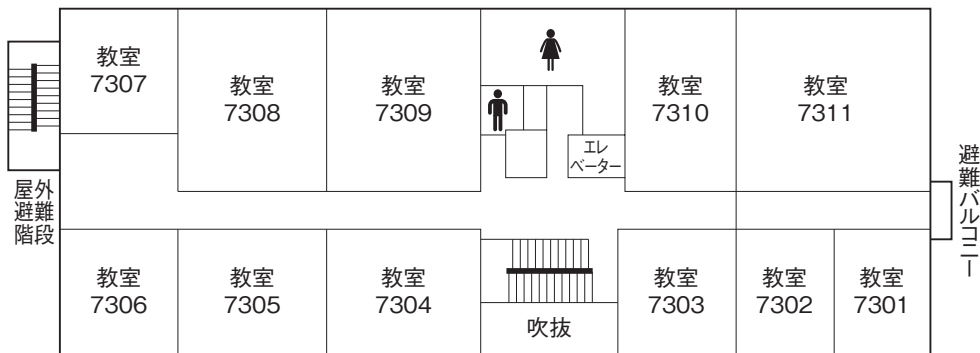 教室
7307
教室
7308
教室
7309
教室
7310
教室
7311
エレ
ベーター
屋外
避難
階段
避難バルコニー
教室
7306
教室
7305
教室
7304
吹抜
教室
7303
教室
7302
教室
7301